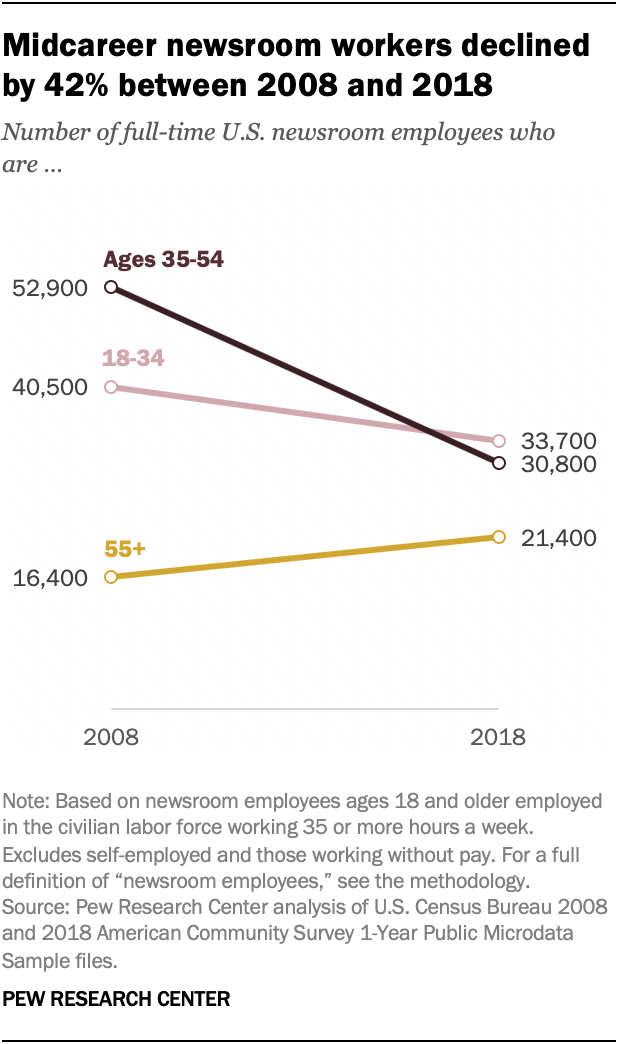 Midcareer newsroom workers declined
by 42% between 2008 and 2018
Number of full-time U.S. newsroom employees who
are ...
Ages 35-54
52,900
18-34
40,500
33,700
30,800
55+
21,400
16,400
2008
2018
Note: Based on newsroom employees ages 18 and older employed
in the civilian labor force working 35 or more hours a week.
Excludes self-employed and those working without pay. For a full
definition of “newsroom employees,” see the methodology.
Source: Pew Research Center analysis of U.S. Census Bureau 2008
and 2018 American Community Survey 1-Year Public Microdata
Sample files.
PEW RESEARCH CENTER